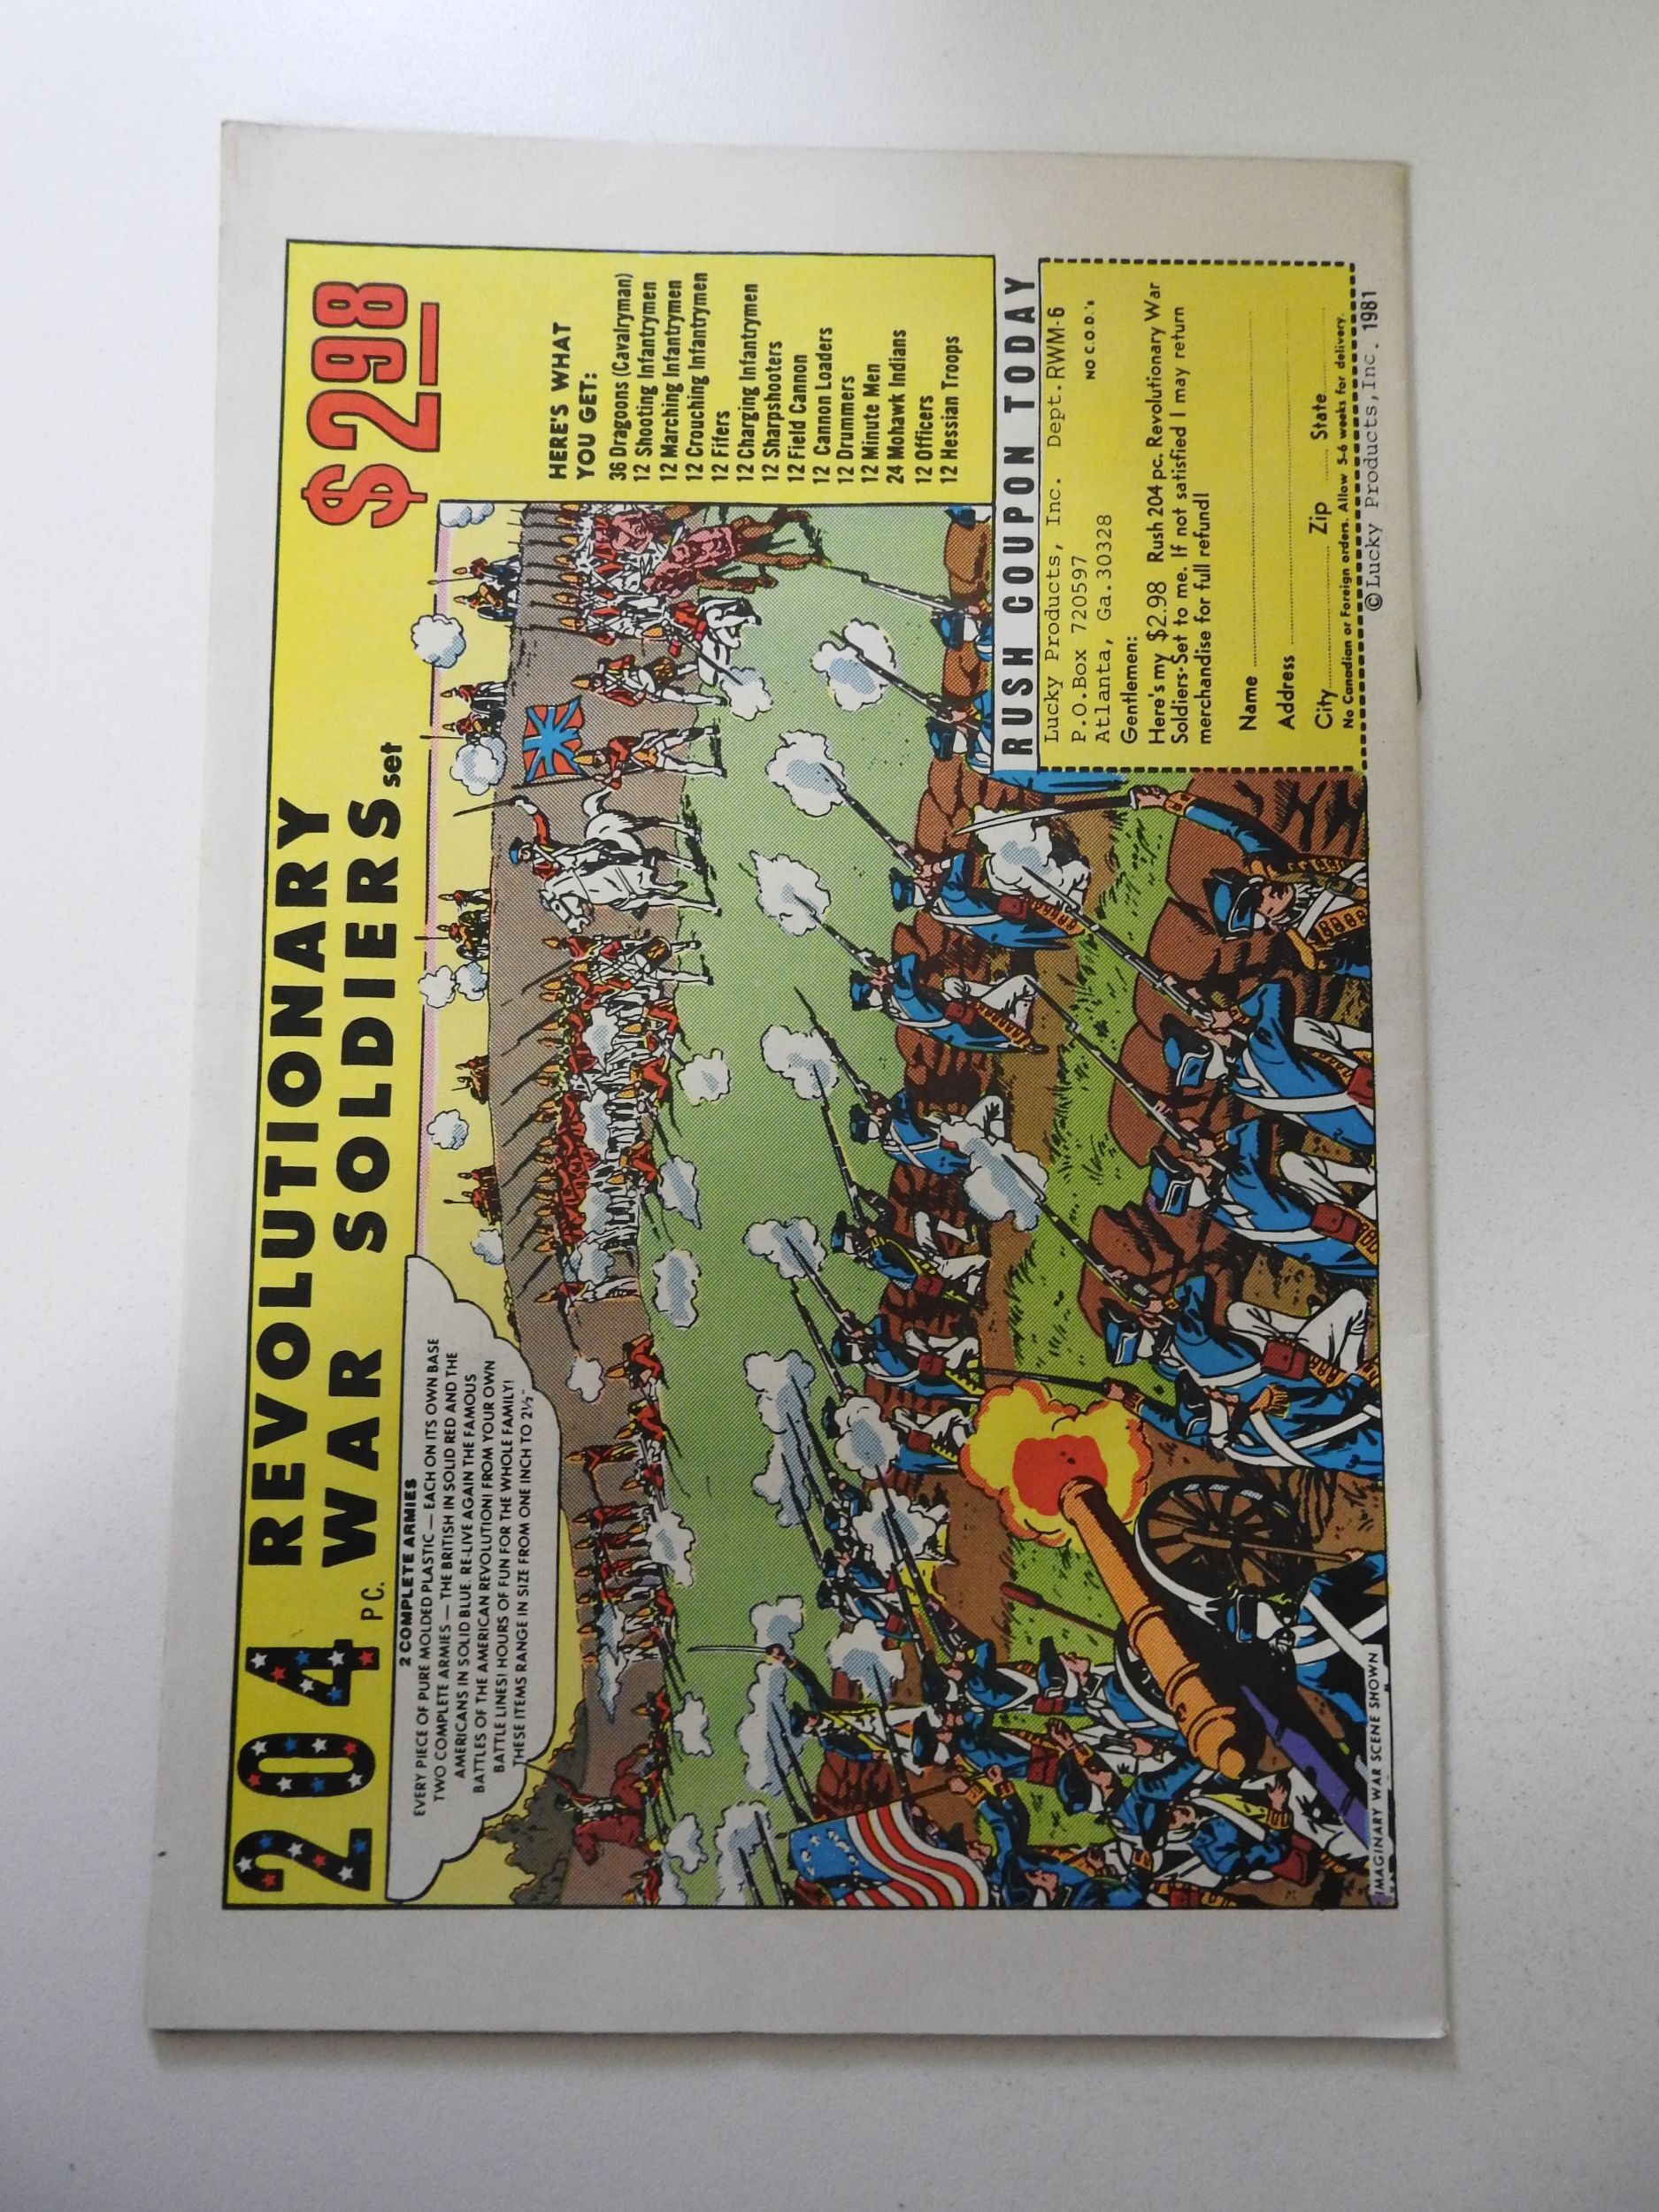 204 PC. REVOLUTIONARY
WAR SOLDIERS set
$2.98
2 COMPLETE ARMIES
EVERY PIECE OF PURE MOLDED PLASTIC — EACH ON ITS OWN BASE
TWO COMPLETE ARMIES — THE BRITISH IN SOLID RED AND THE
AMERICANS IN SOLID BLUE. RE-LIVE AGAIN THE FAMOUS
BATTLES OF THE AMERICAN REVOLUTION! FROM YOUR OWN
BATTLE LINES! HOURS OF FUN FOR THE WHOLE FAMILY!
THESE ITEMS RANGE IN SIZE FROM ONE INCH TO 2½"
HERE'S WHAT
YOU GET:
36 Dragoons (Cavalryman)
12 Shooting Infantrymen
12 Marching Infantrymen
12 Crouching Infantrymen
12 Fifers
12 Charging Infantrymen
12 Sharpshooters
12 Field Cannon
12 Cannon Loaders
12 Drummers
12 Minute Men
24 Mohawk Indians
12 Officers
12 Hessian Troops
RUSH COUPON TODAY
Lucky Products, Inc. Dept. RWM-6
P.O.Box 720597
NO C.O.D.'s
Atlanta, Ga. 30328
Gentlemen:
Here's my $2.98 Rush 204 pc. Revolutionary War
Soldiers Set to me. If not satisfied I may return
merchandise for full refund!
Name
Address
City Zip State
No Canadian or Foreign orders. Allow 5-6 weeks for delivery.
© Lucky Products, Inc. 1981
IMAGINARY WAR SCENE SHOWN